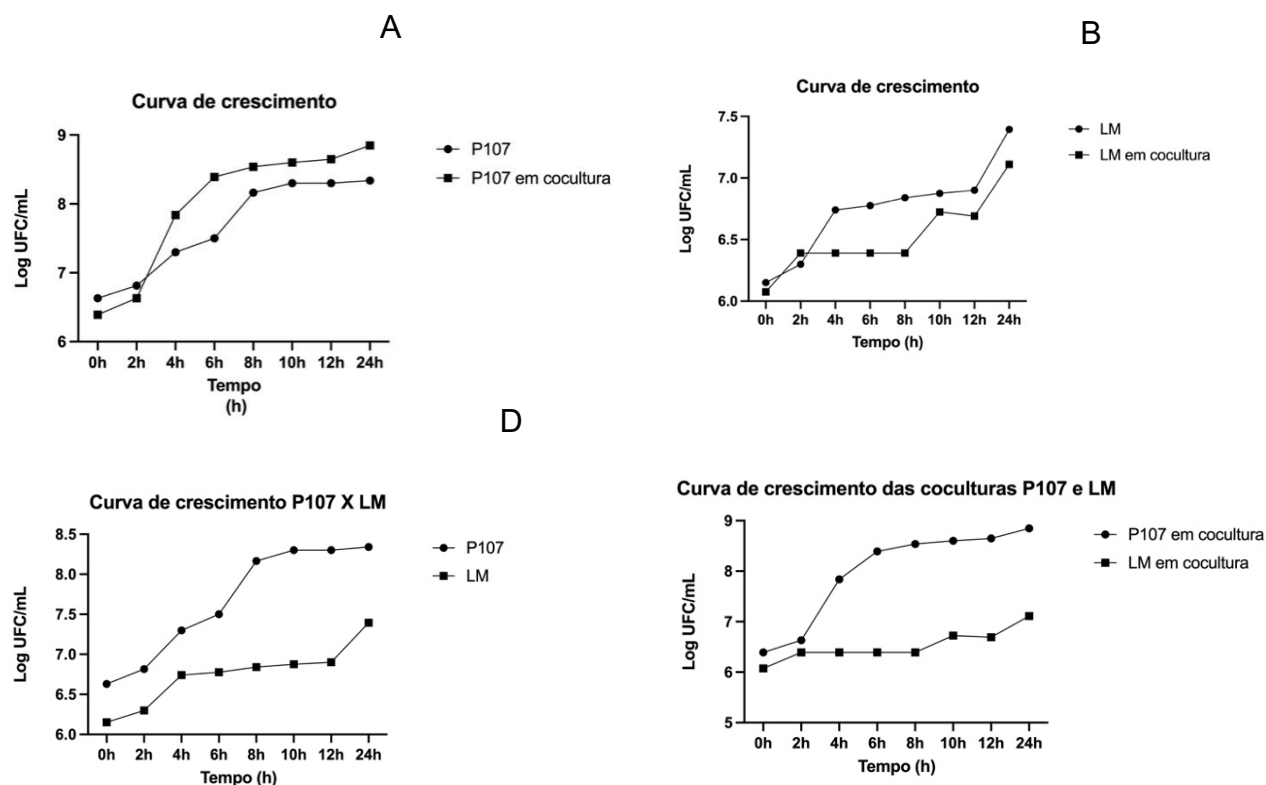 A
Curva de crescimento
9
8
7
6
Log UFC/mL
0h 2h 4h 6h 8h 10h 12h 24h
Tempo
(h)
P107
P107 em cocultura
B
Curva de crescimento
7.5
7.0
6.5
6.0
Log UFC/mL
0h 2h 4h 6h 8h 10h 12h 24h
Tempo (h)
LM
LM em cocultura
D
Curva de crescimento P107 X LM
8.5
8.0
7.5
7.0
6.5
6.0
Log UFC/mL
0h 2h 4h 6h 8h 10h 12h 24h
Tempo (h)
P107
LM
Curva de crescimento das coculturas P107 e LM
9
8
7
6
5
Log UFC/mL
0h 2h 4h 6h 8h 10h 12h 24h
Tempo (h)
P107 em cocultura
LM em cocultura